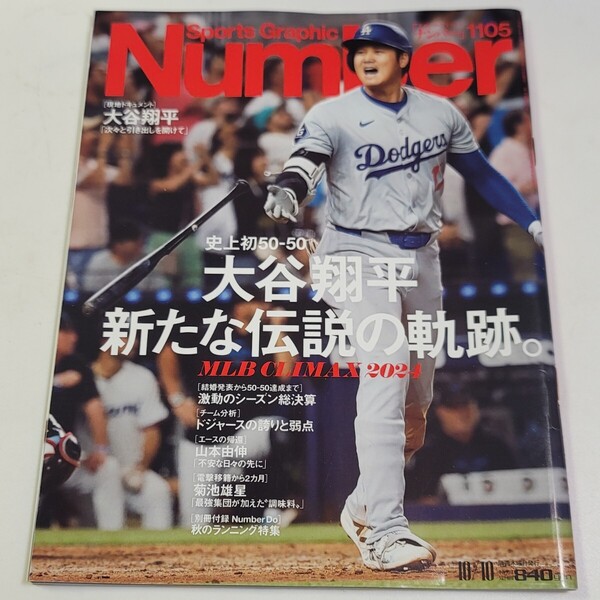 Sports Graphic
Number
1105
[現地ドキュメント]
大谷翔平
「次々と引き出しを開けて」
Dodgers
史上初50-50
大谷翔平
新たな伝説の軌跡。
MLB CLIMAX 2024
[結婚発表から50-50達成まで]
激動のシーズン総決算
[チーム分析]
ドジャースの誇りと弱点
[エースの帰還]
山本由伸
「不安な日々の先に」
[電撃移籍から2カ月]
菊池雄星
「最強集団が加えた“調味料。」
[別冊付録 Number Do]
秋のランニング特集
10/10
840